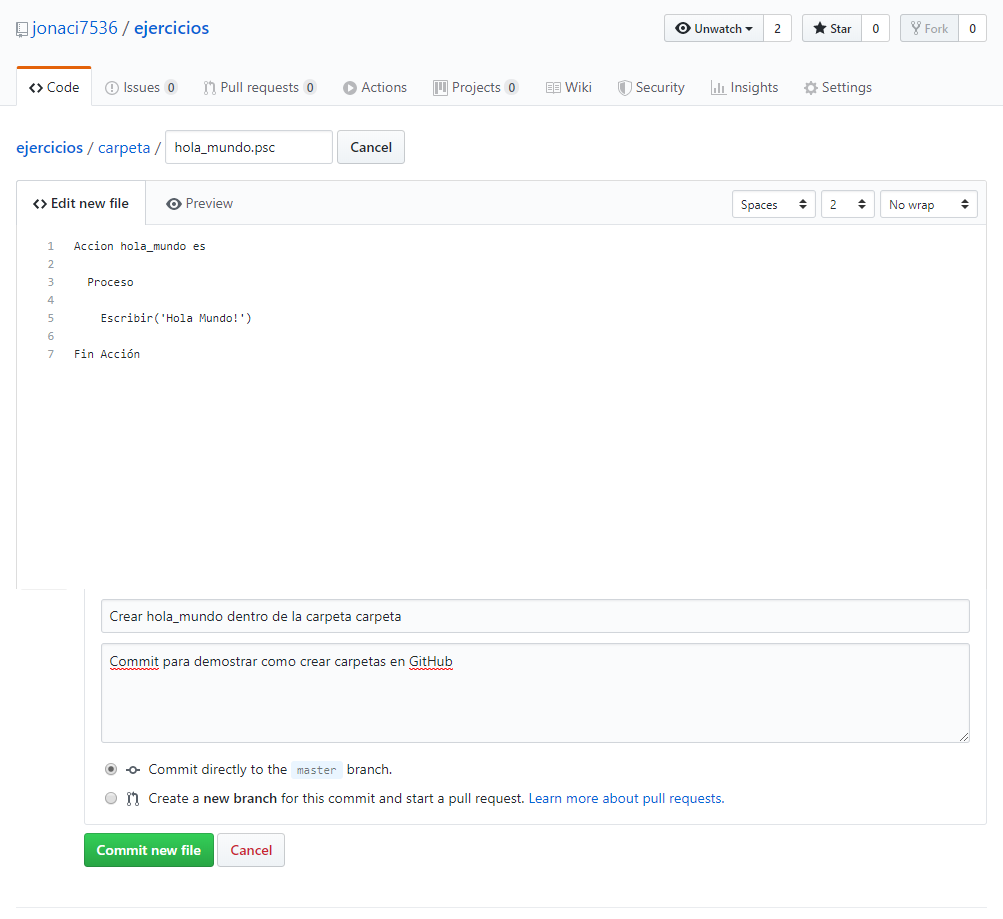 jonaci7536 / ejercicios Unwatch 2 Star 0 Fork 0
Code Issues 0 Pull requests 0 Actions Projects 0 Wiki Security Insights Settings
ejercicios / carpeta / hola_mundo.psc Cancel
Edit new file Preview Spaces 2 No wrap
1 Accion hola_mundo es
2
3 Proceso
4
5 Escribir('Hola Mundo!')
6
7 Fin Acción
Crear hola_mundo dentro de la carpeta carpeta
Commit para demostrar como crear carpetas en GitHub
Commit directly to the master branch.
Create a new branch for this commit and start a pull request. Learn more about pull requests.
Commit new file Cancel